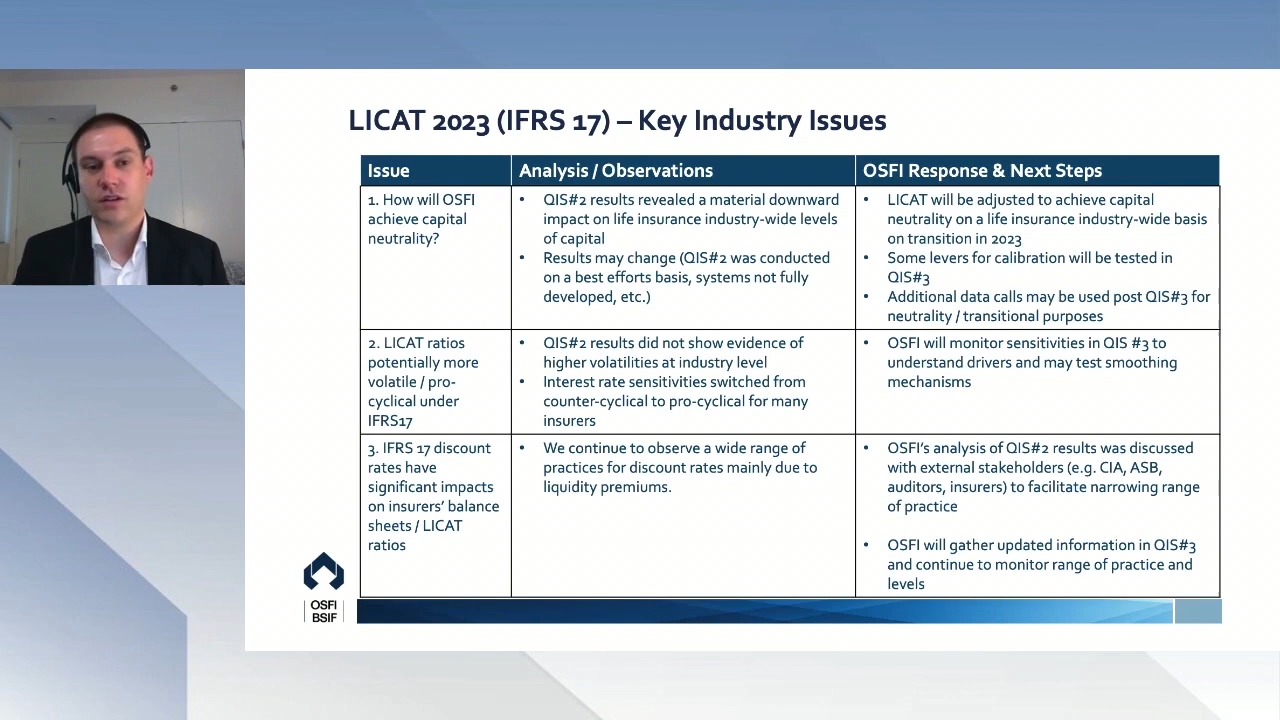 LICAT 2023 (IFRS 17) – Key Industry Issues
Issue
Analysis / Observations
OSFI Response & Next Steps
1. How will OSFI
achieve capital
neutrality?
• QIS#2 results revealed a material downward
impact on life insurance industry-wide levels
of capital
• Results may change (QIS#2 was conducted
on a best efforts basis, systems not fully
developed, etc.)
• LICAT will be adjusted to achieve capital
neutrality on a life insurance industry-wide basis
on transition in 2023
• Some levers for calibration will be tested in
QIS#3
• Additional data calls may be used post QIS#3 for
neutrality / transitional purposes
2. LICAT ratios
potentially more
volatile / pro-
cyclical under
IFRS17
• QIS#2 results did not show evidence of
higher volatilities at industry level
• Interest rate sensitivities switched from
counter-cyclical to pro-cyclical for many
insurers
• OSFI will monitor sensitivities in QIS #3 to
understand drivers and may test smoothing
mechanisms
3. IFRS 17 discount
rates have
significant impacts
on insurers' balance
sheets / LICAT
ratios
• We continue to observe a wide range of
practices for discount rates mainly due to
liquidity premiums.
• OSFI's analysis of QIS#2 results was discussed
with external stakeholders (e.g. CIA, ASB,
auditors, insurers) to facilitate narrowing range
of practice
• OSFI will gather updated information in QIS#3
and continue to monitor range of practice and
levels
OSFI
BSIF